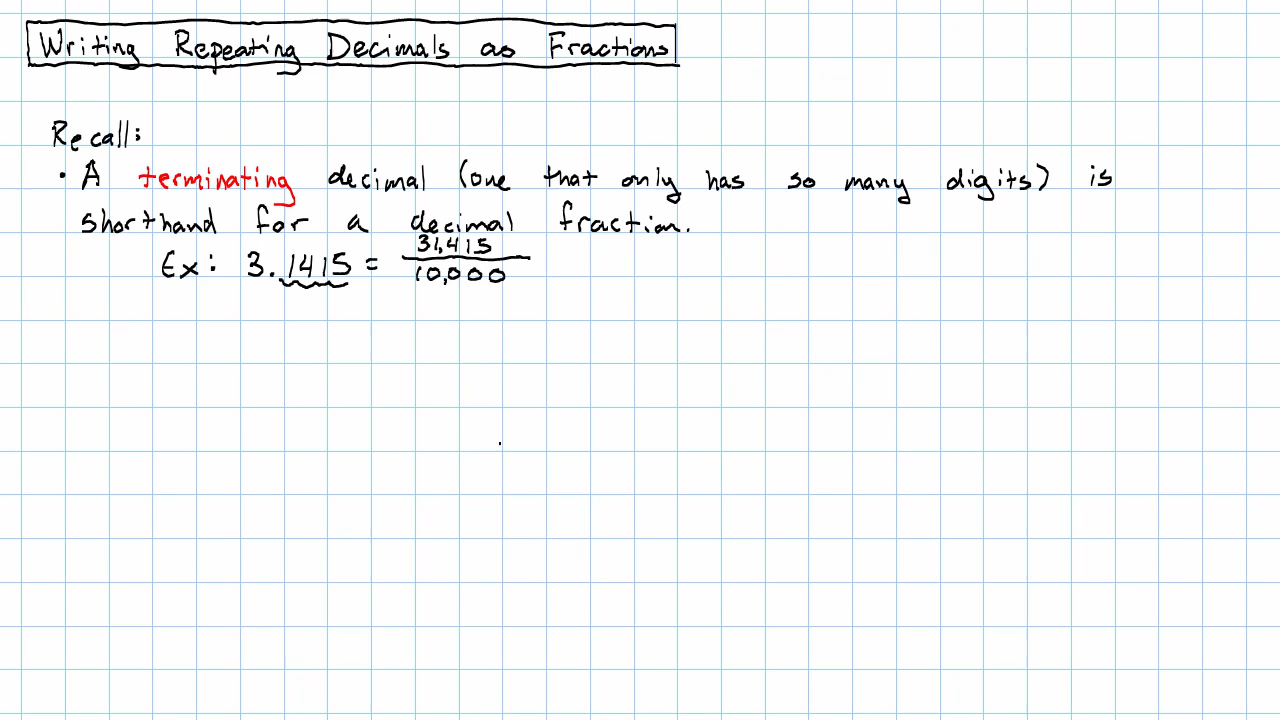 Writing Repeating Decimals as Fractions
Recall:
• A terminating decimal (one that only has so many digits) is
shorthand for a decimal fraction.
Ex: 3.1415 = 31,415/10,000